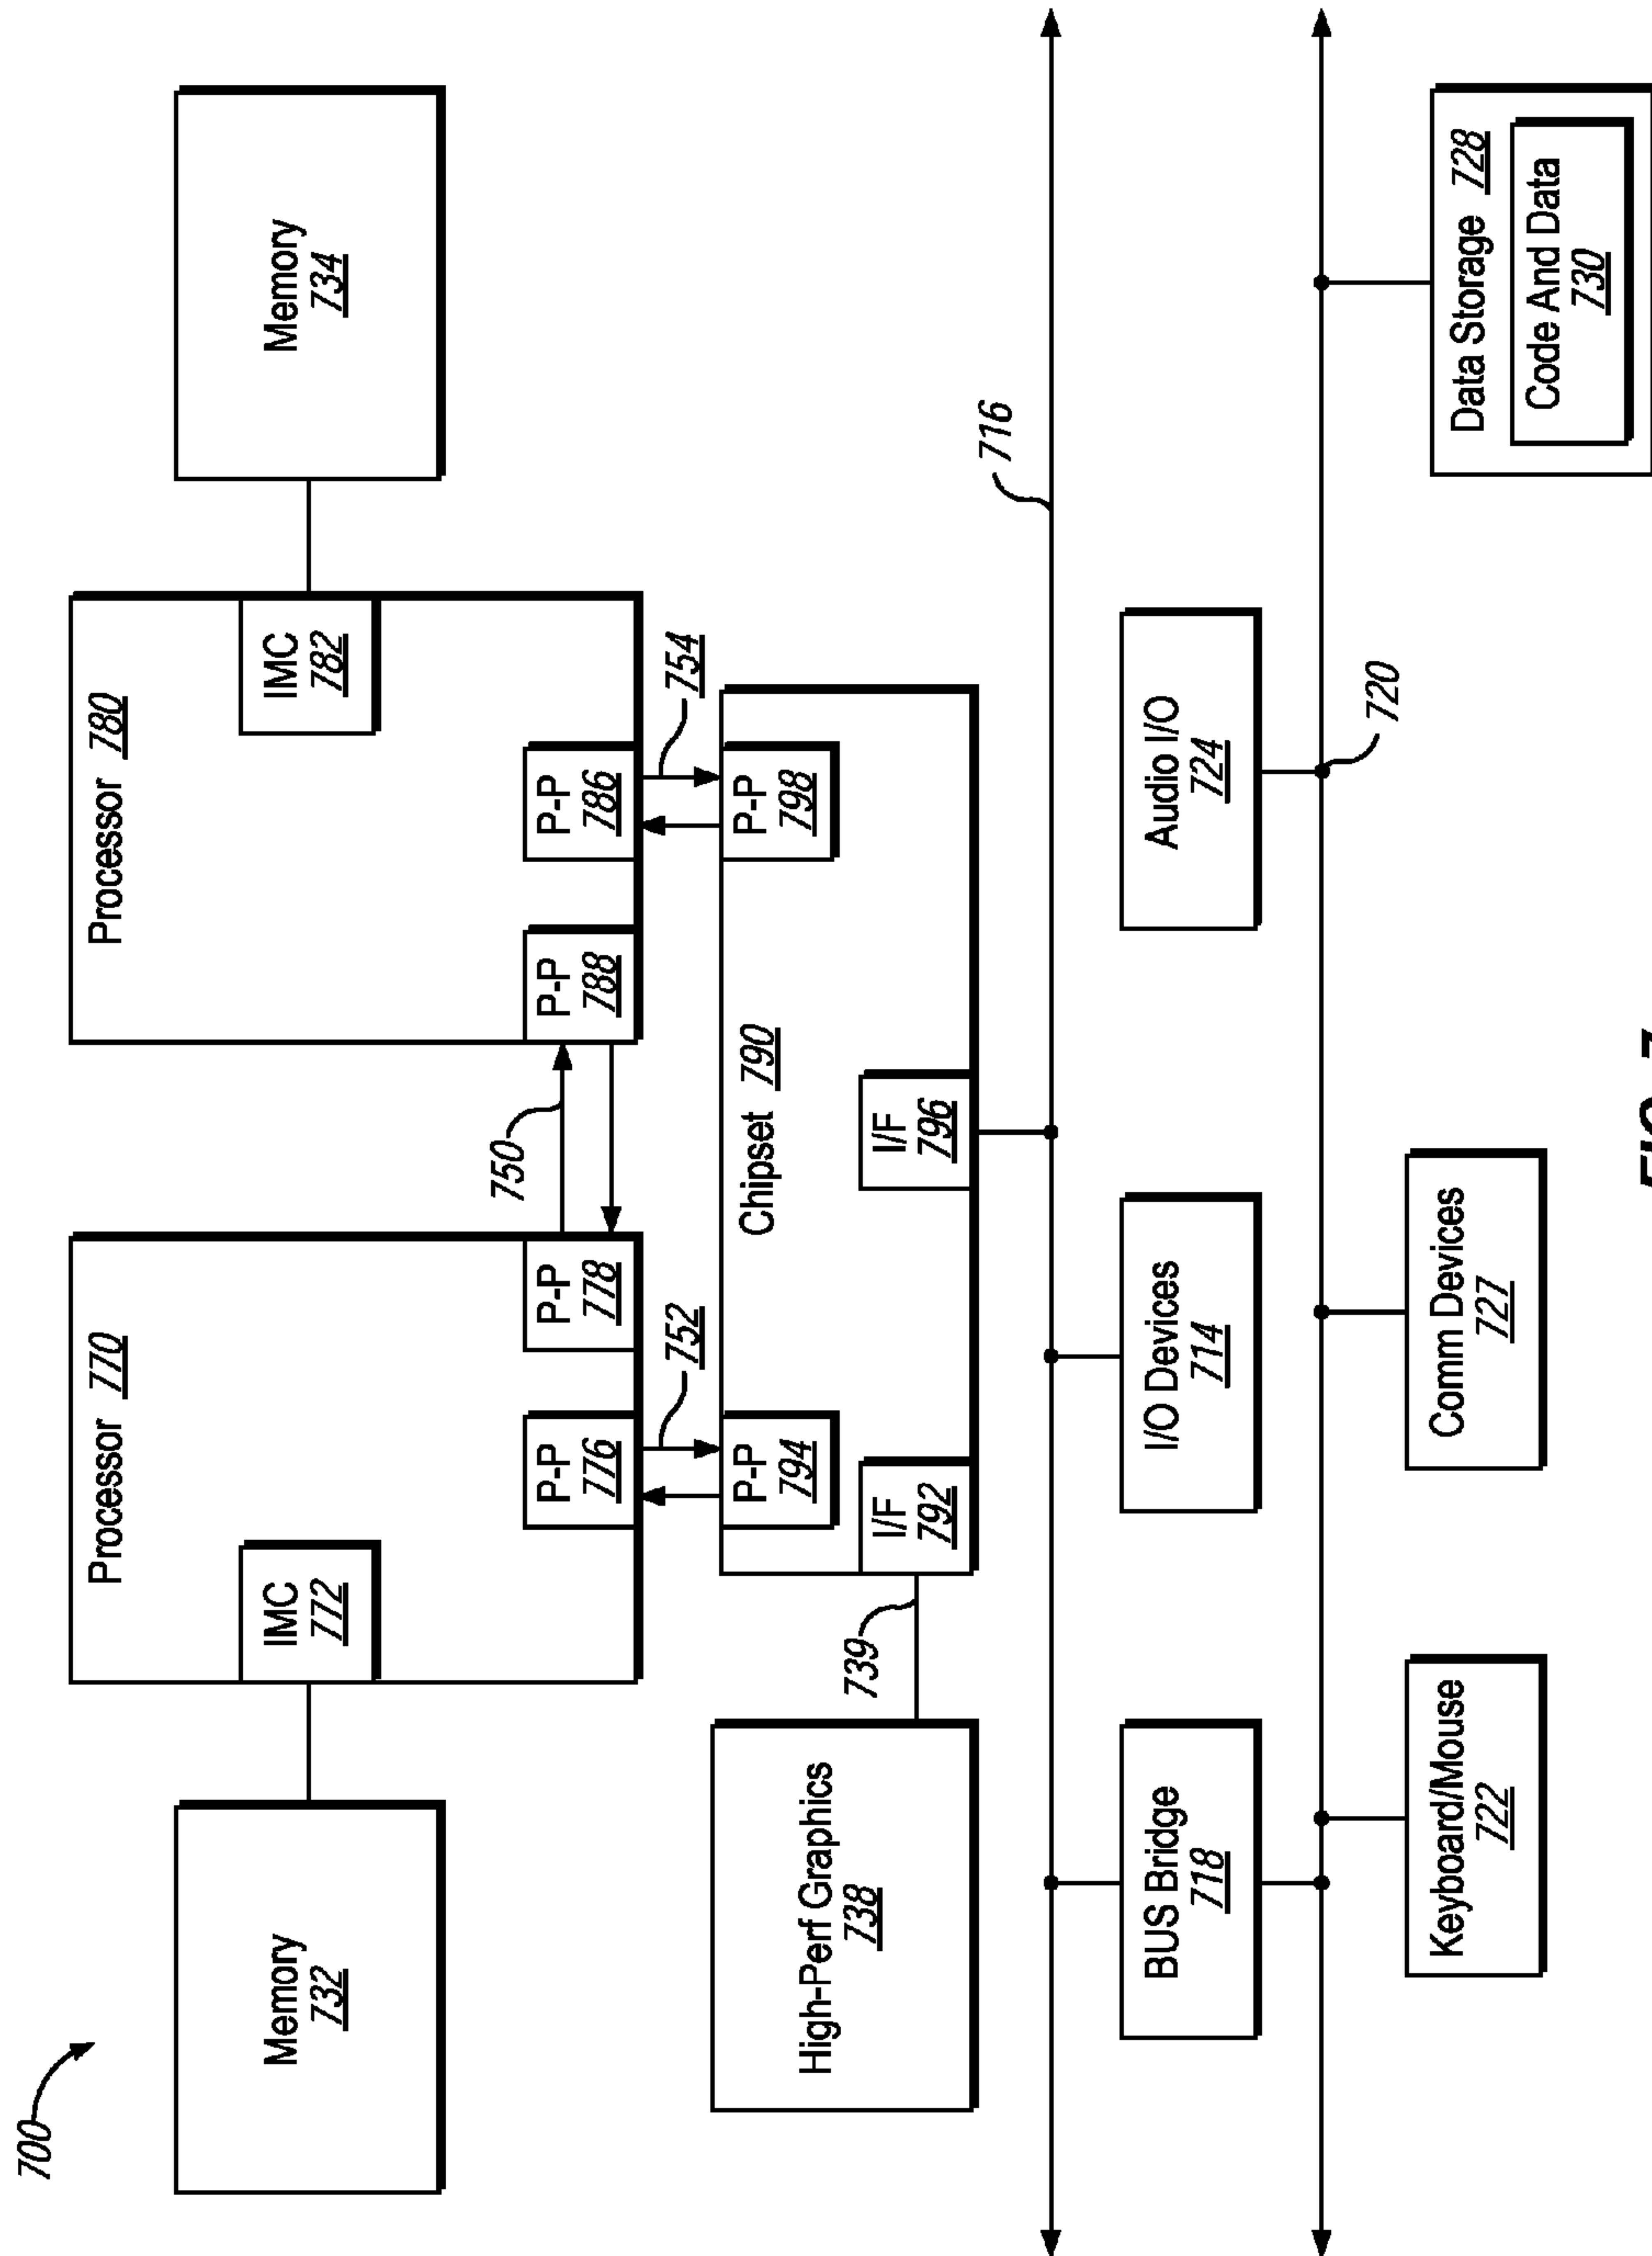 700
Memory
732
Processor 770
IMC
772
P-P
776
P-P
778
750
Processor 780
IMC
782
P-P
788
P-P
786
Memory
734
752
754
High-Perf Graphics
738
739
Chipset 790
P-P
794
P-P
798
I/F
792
I/F
796
716
BUS Bridge
718
I/O Devices
714
Audio I/O
724
720
Keyboard/Mouse
722
Comm Devices
727
Data Storage 728
Code And Data
730
FIG. 7